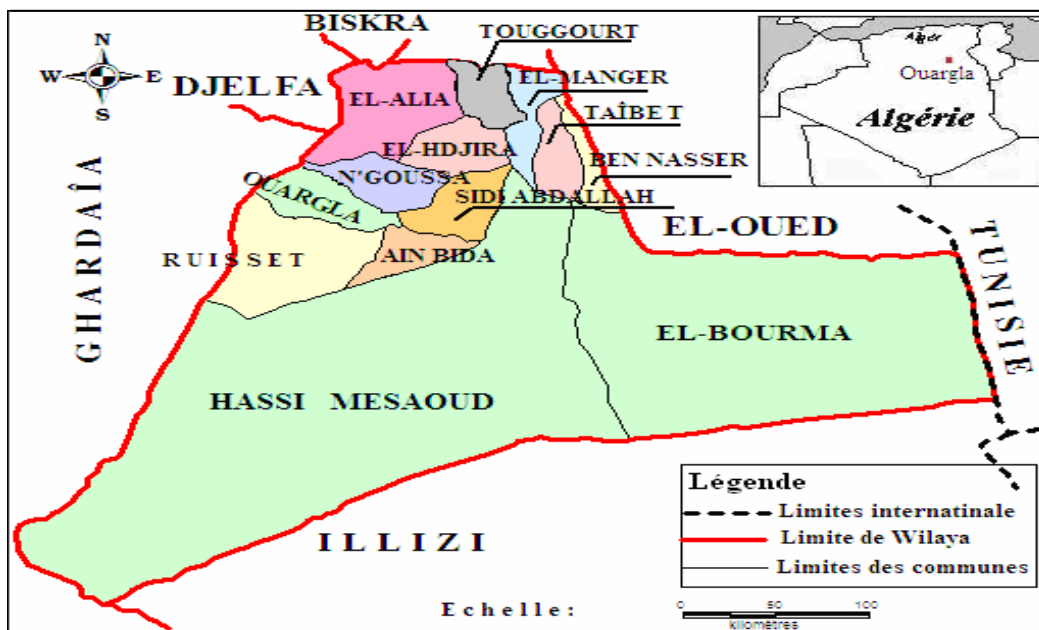 BISKRA
TOUGGOURT
N
W
E
S
DJELFA
EL-ALIA
EL-MANGER
TAÎBET
EL-HDJIRA
BEN NASSER
N'GOUSSA
OUARGLA
SIDI ABDALLAH
GHARDAÎA
RUISSET
AIN BIDA
EL-OUED
TUNISIE
EL-BOURMA
HASSI MESAOUD
ILLIZI
Alger
Ouargla
Algérie
Légende
Limites internatinale
Limite de Wilaya
Limites des communes
Echelle:
0 50 100
kilomètres